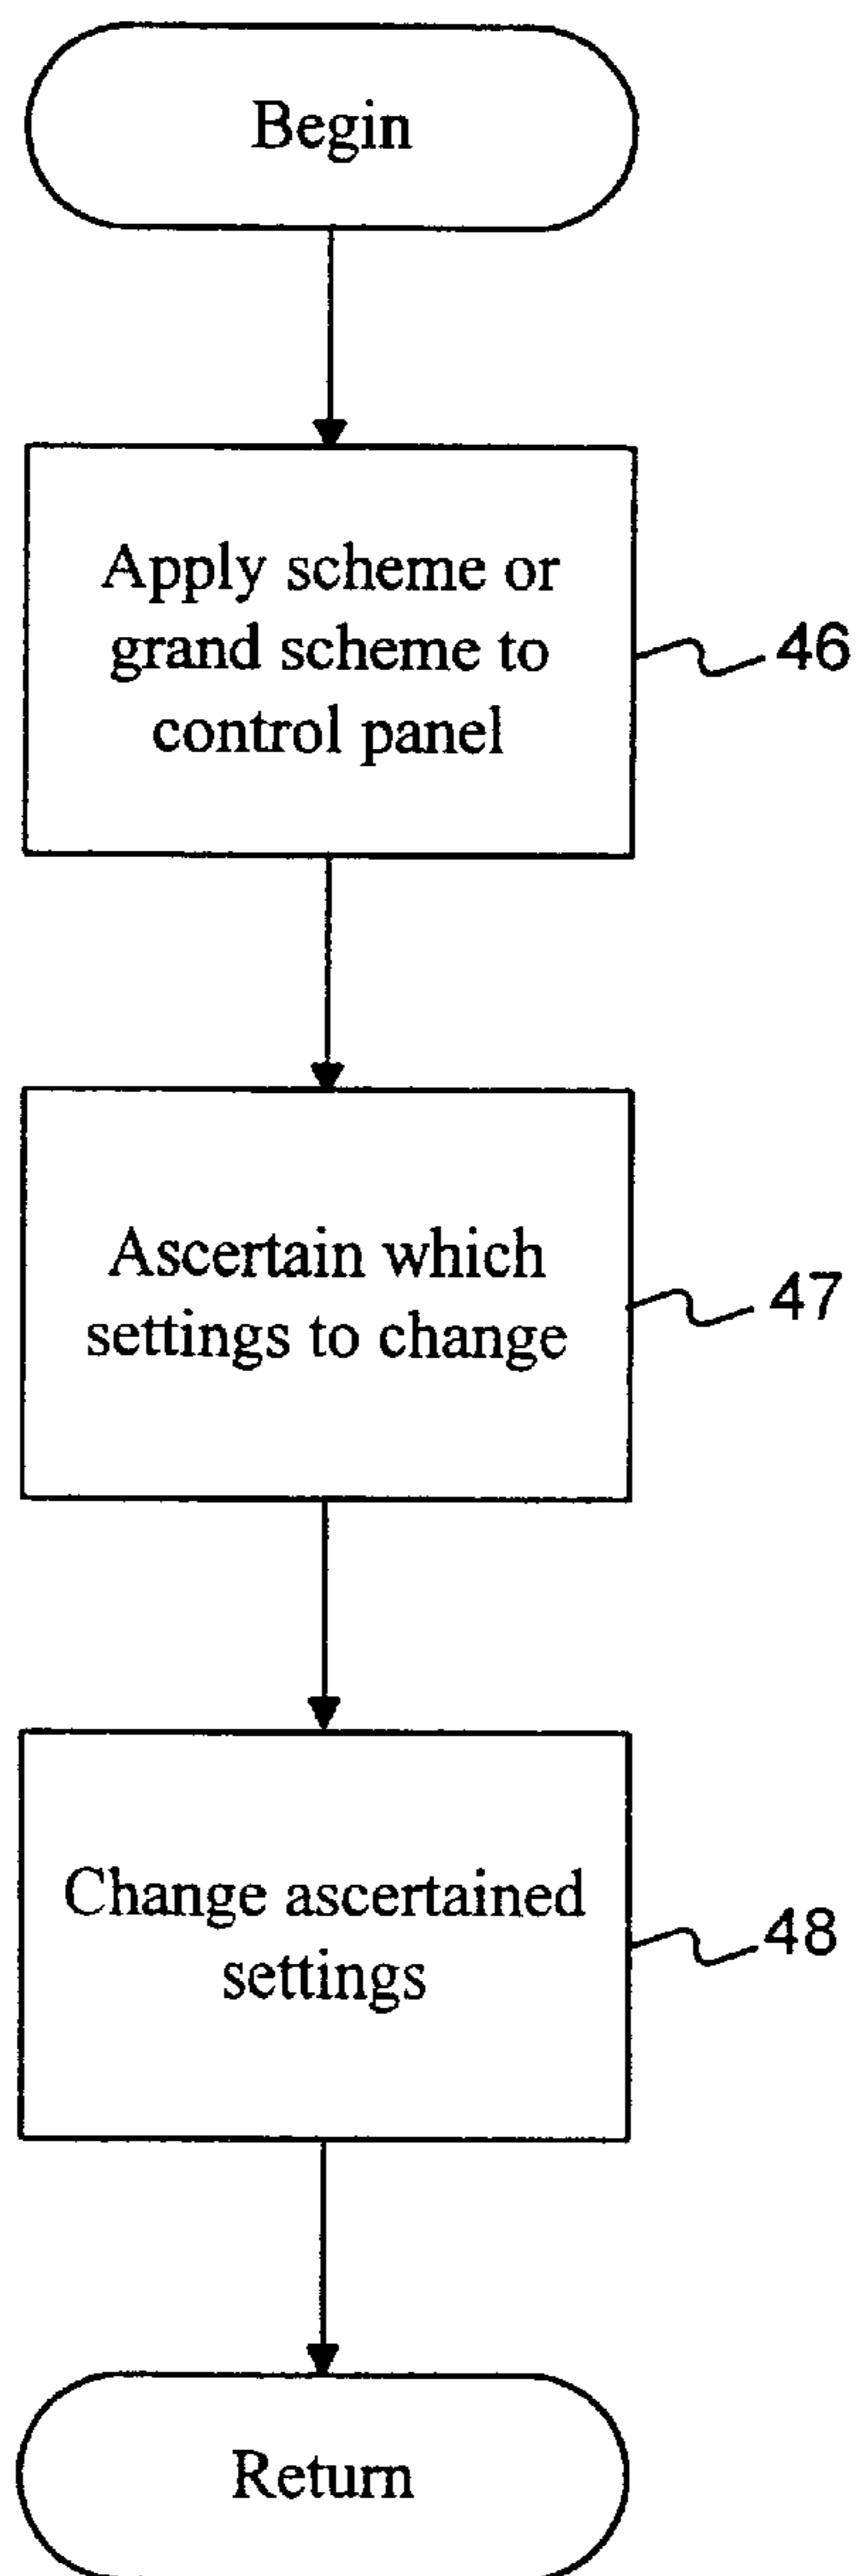 Begin
Apply scheme or
grand scheme to
control panel
46
Ascertain which
settings to change
47
Change ascertained
settings
48
Return